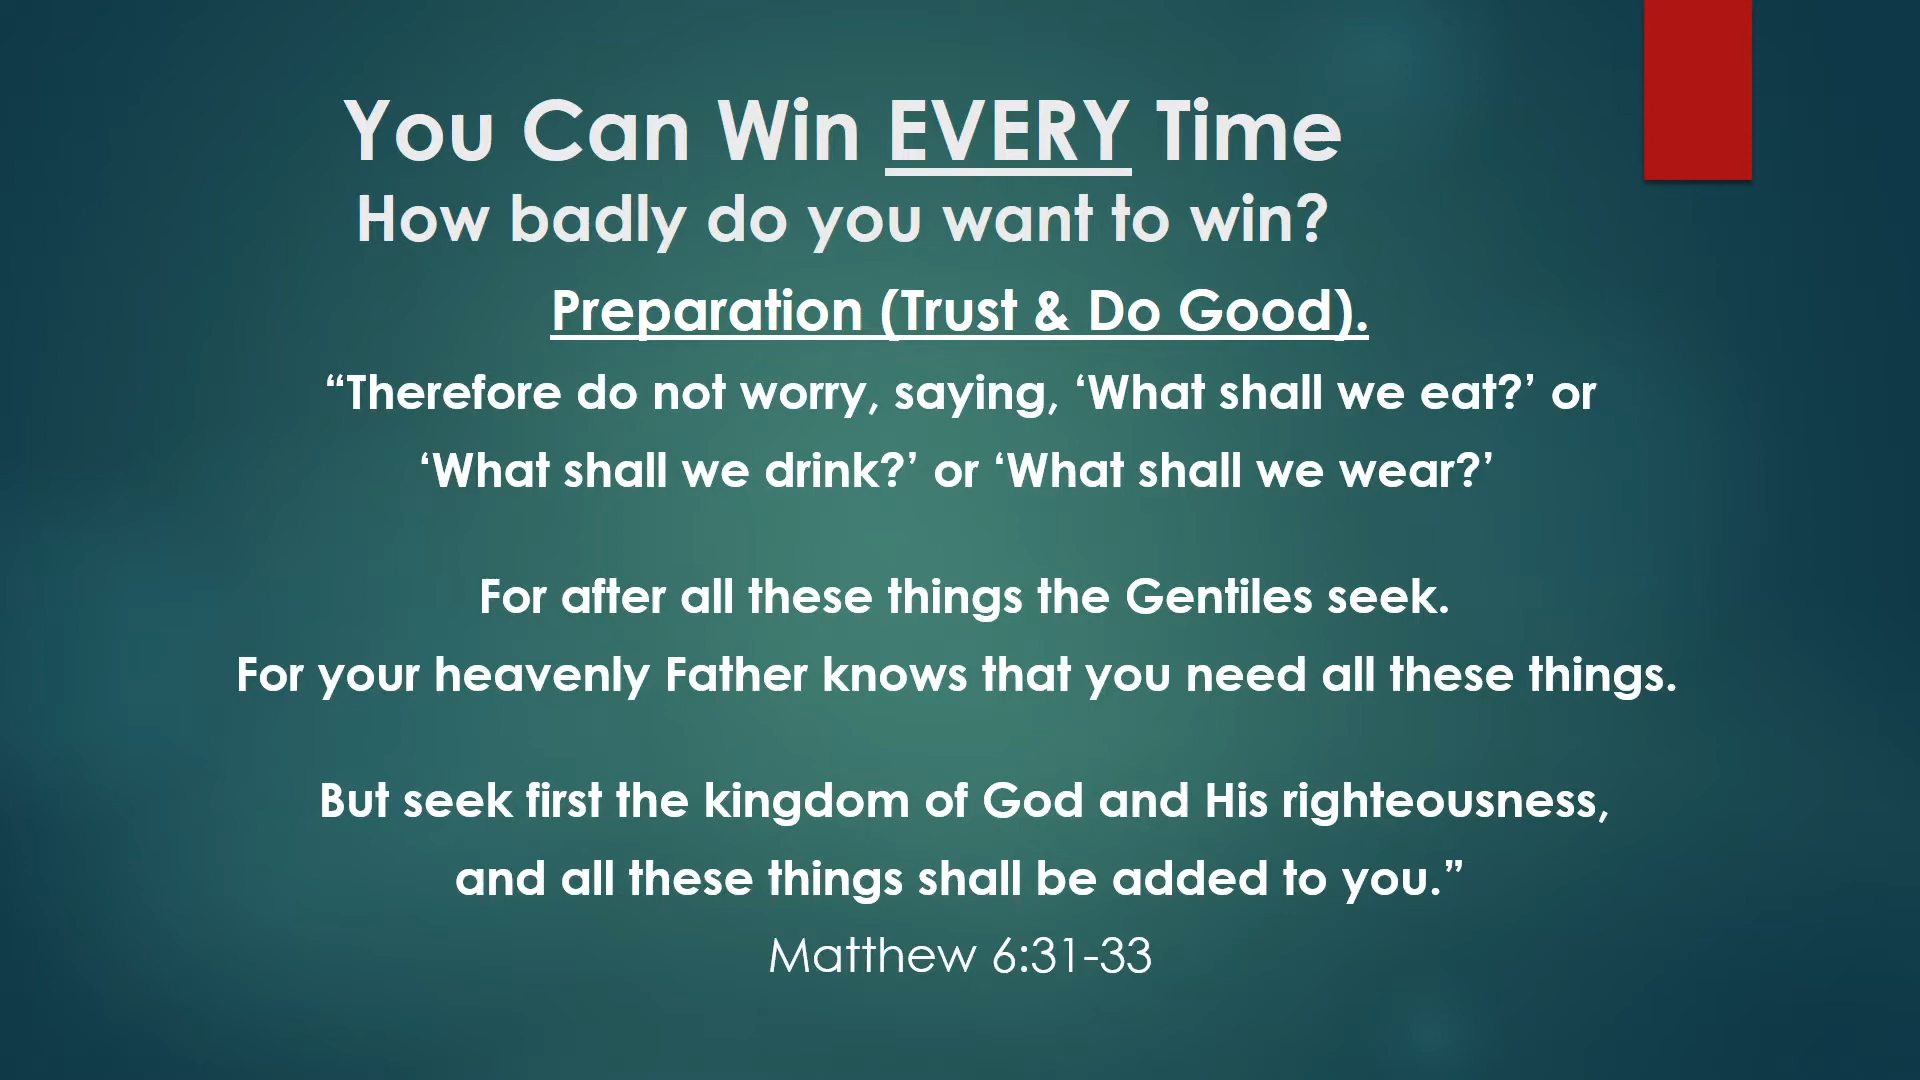 You Can Win EVERY Time
How badly do you want to win?
Preparation (Trust & Do Good).
“Therefore do not worry, saying, ‘What shall we eat?’ or
‘What shall we drink?’ or ‘What shall we wear?’
For after all these things the Gentiles seek.
For your heavenly Father knows that you need all these things.
But seek first the kingdom of God and His righteousness,
and all these things shall be added to you.”
Matthew 6:31-33